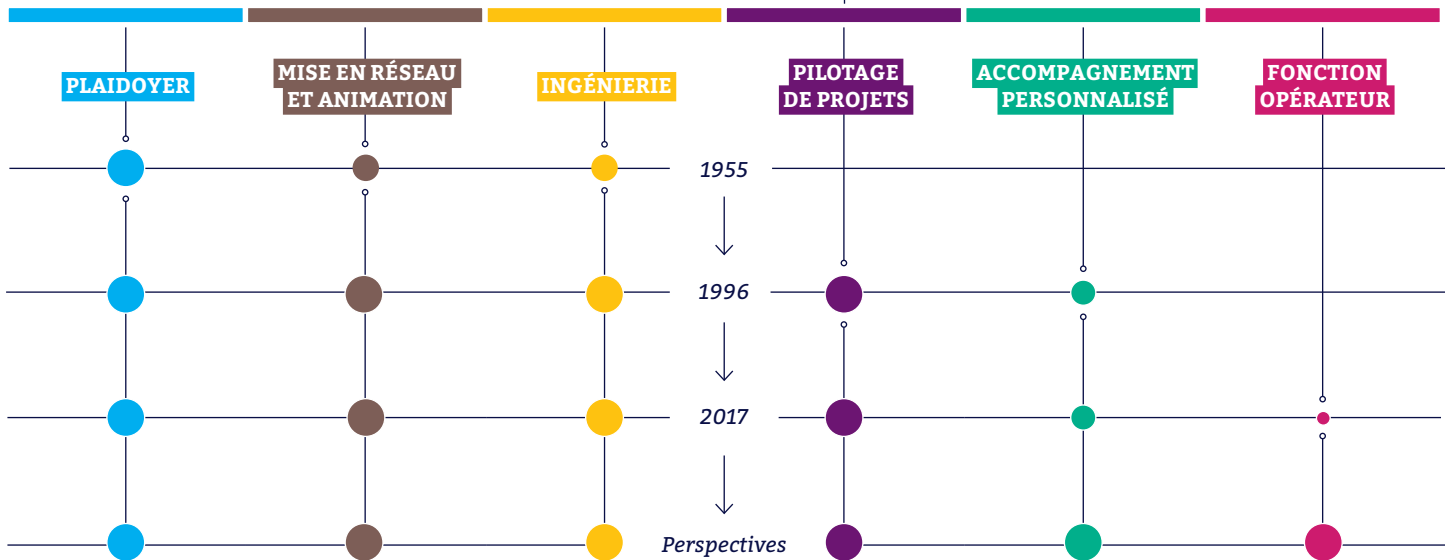 PLAIDOYER
MISE EN RÉSEAU
ET ANIMATION
INGÉNIERIE
PILOTAGE
DE PROJETS
ACCOMPAGNEMENT
PERSONNALISÉ
FONCTION
OPÉRATEUR
1955
1996
2017
Perspectives